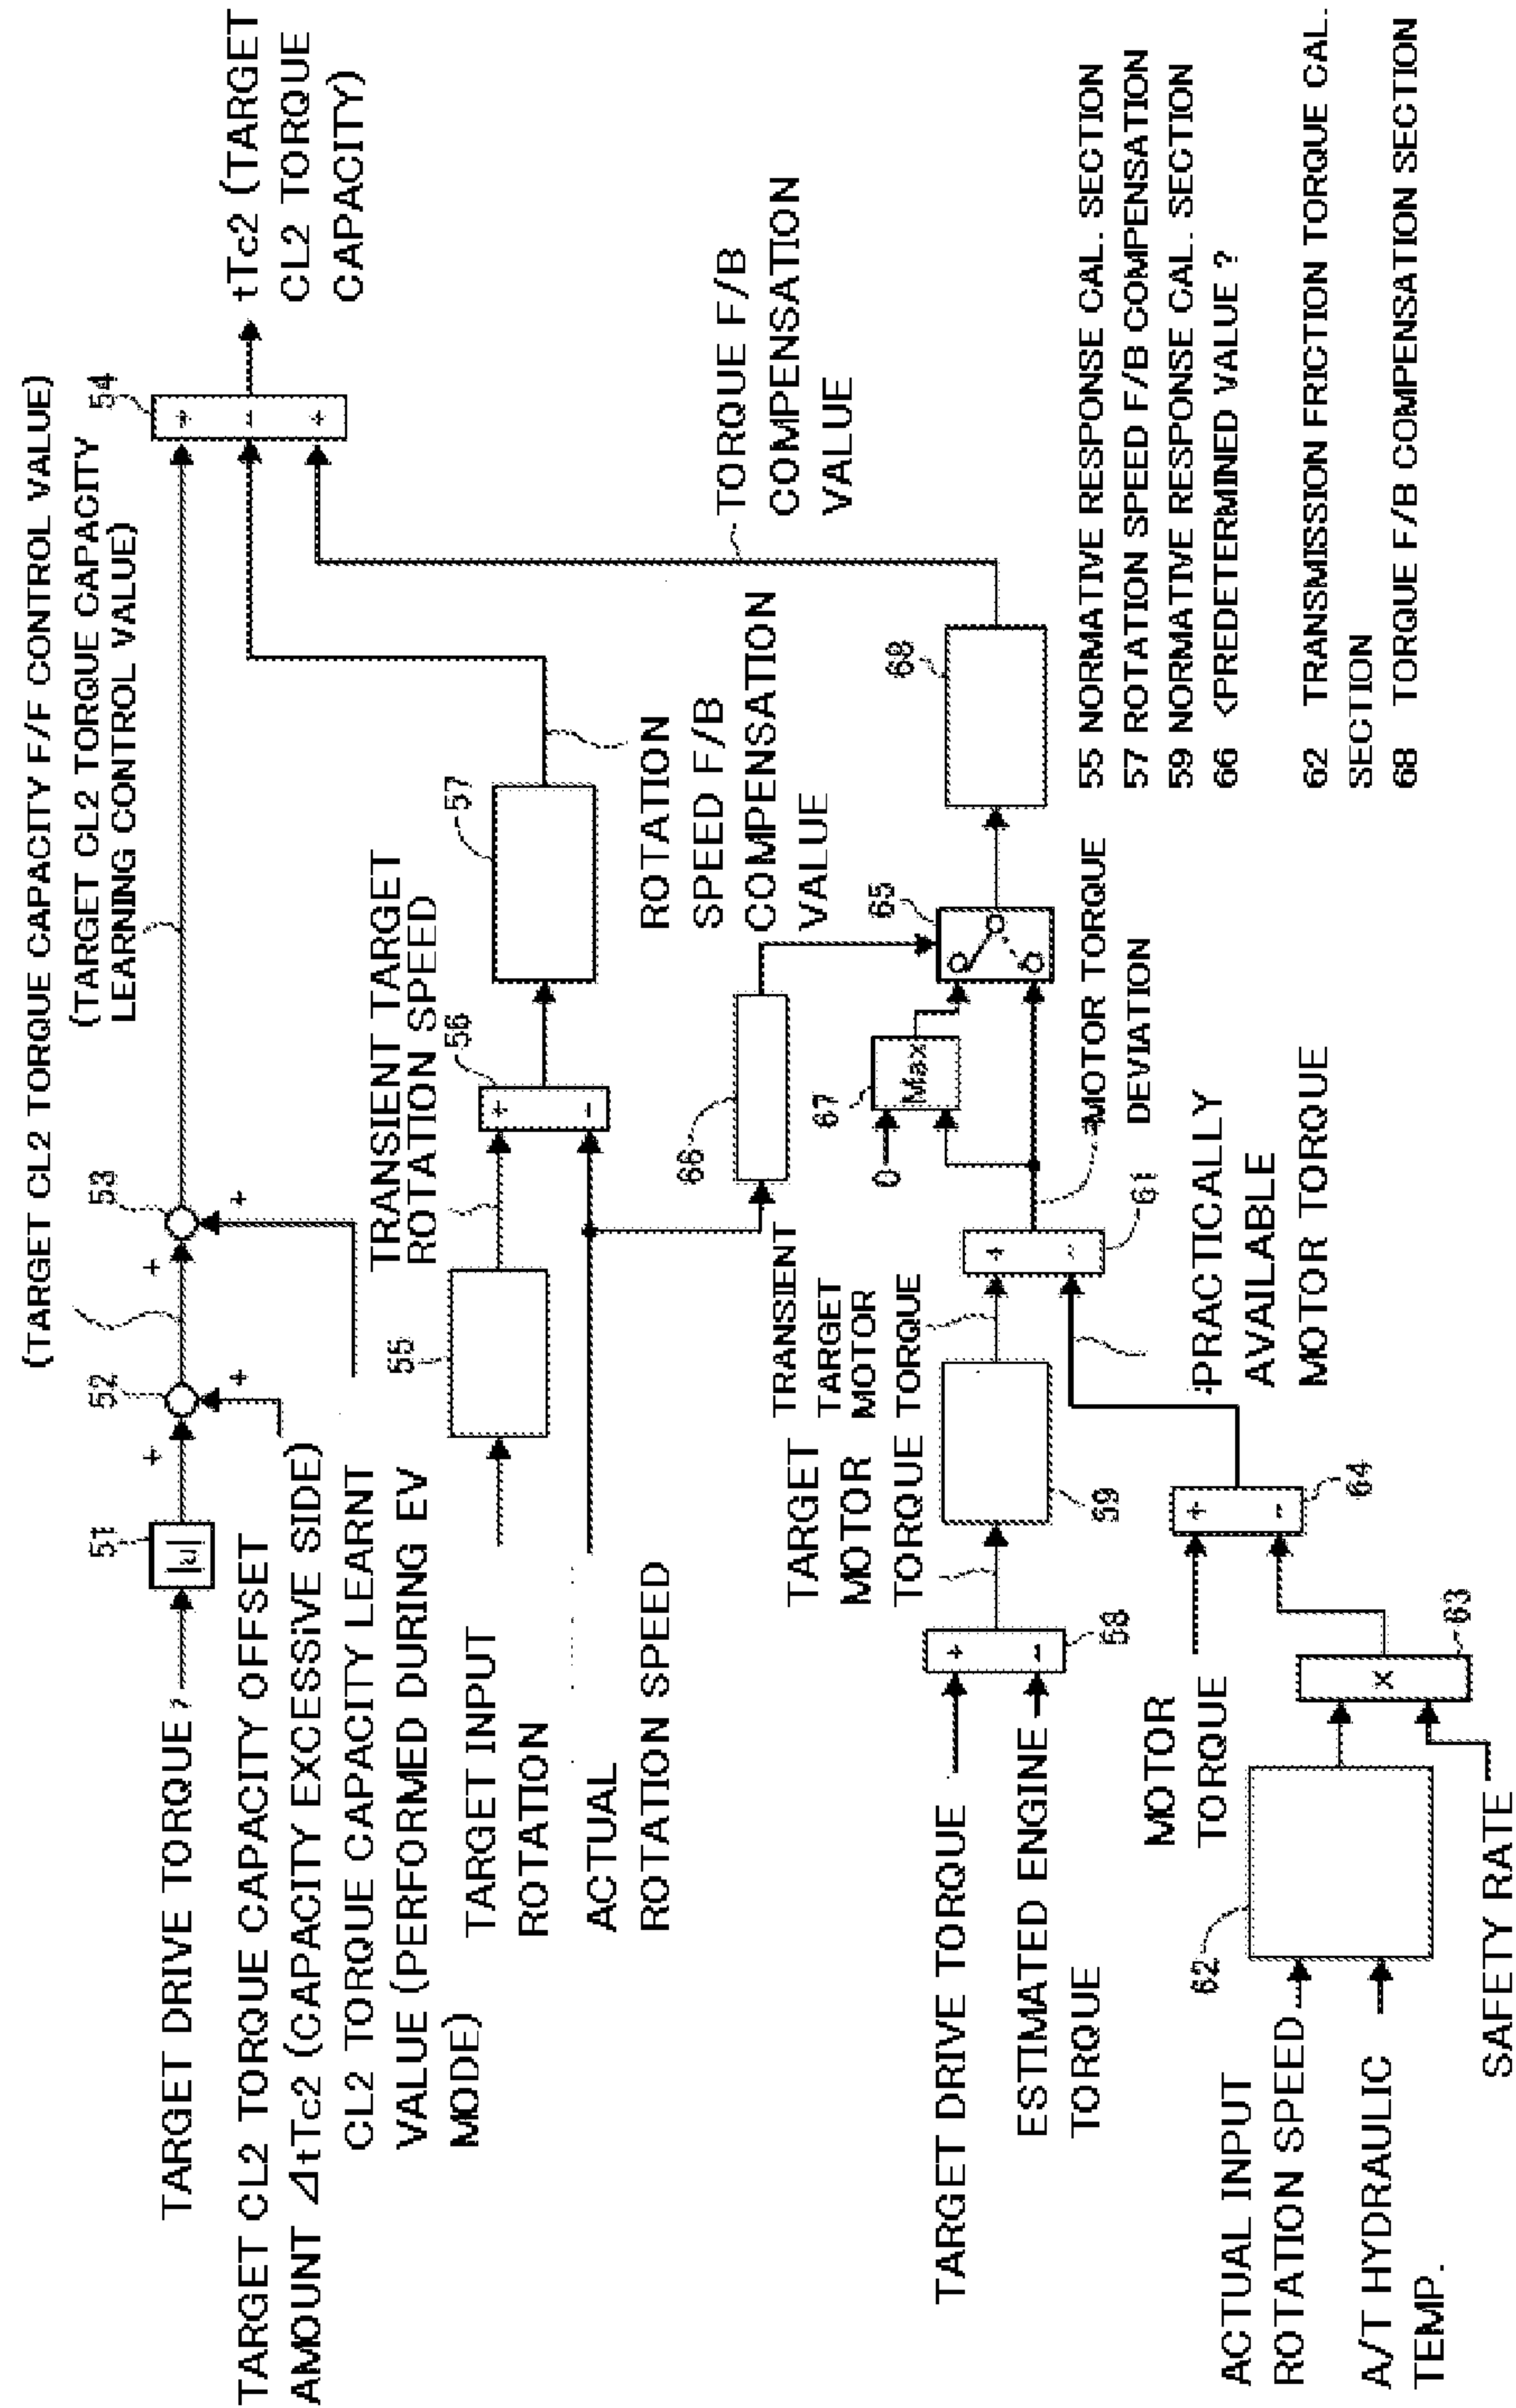 (TARGET CL2 TORQUE CAPACITY F/F CONTROL VALUE)
(TARGET CL2 TORQUE CAPACITY
LEARNING CONTROL VALUE)
TARGET DRIVE TORQUE
51
|u|
+
52
+
+
53
+
54
+
-
+
tTc2 (TARGET
CL2 TORQUE
CAPACITY)
TARGET CL2 TORQUE CAPACITY OFFSET
AMOUNT ΔtTc2 (CAPACITY EXCESSIVE SIDE)
CL2 TORQUE CAPACITY LEARNT
VALUE (PERFORMED DURING EV
MODE)
TARGET INPUT
ROTATION
ACTUAL
ROTATION SPEED
55
TRANSIENT TARGET
ROTATION SPEED
56
+
-
57
ROTATION
SPEED F/B
COMPENSATION
VALUE
TORQUE F/B
COMPENSATION
VALUE
66
67
0
Max
65
68
TARGET DRIVE TORQUE
ESTIMATED ENGINE
TORQUE
+
-
58
TARGET
MOTOR
TORQUE
59
TRANSIENT
TARGET
MOTOR
TORQUE
+
-
61
MOTOR TORQUE
DEVIATION
PRACTICALLY
AVAILABLE
MOTOR TORQUE
MOTOR
TORQUE
+
-
64
ACTUAL INPUT
ROTATION SPEED
A/T HYDRAULIC
TEMP.
62
×
63
SAFETY RATE
55 NORMATIVE RESPONSE CAL. SECTION
57 ROTATION SPEED F/B COMPENSATION
59 NORMATIVE RESPONSE CAL. SECTION
66 <PREDETERMINED VALUE ?
62 TRANSMISSION FRICTION TORQUE CAL.
SECTION
68 TORQUE F/B COMPENSATION SECTION